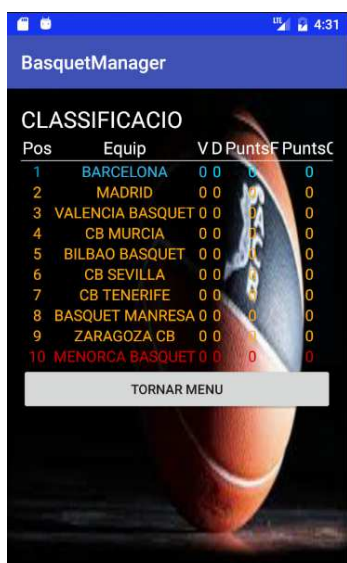 LTE 4:31
BasquetManager
CLASSIFICACIO
Pos Equip V D PuntsF PuntsC
1 BARCELONA 0 0 0 0
2 MADRID 0 0 0 0
3 VALENCIA BASQUET 0 0 0 0
4 CB MURCIA 0 0 0 0
5 BILBAO BASQUET 0 0 0 0
6 CB SEVILLA 0 0 0 0
7 CB TENERIFE 0 0 0 0
8 BASQUET MANRESA 0 0 0 0
9 ZARAGOZA CB 0 0 0 0
10 MENORCA BASQUET 0 0 0 0
TORNAR MENU